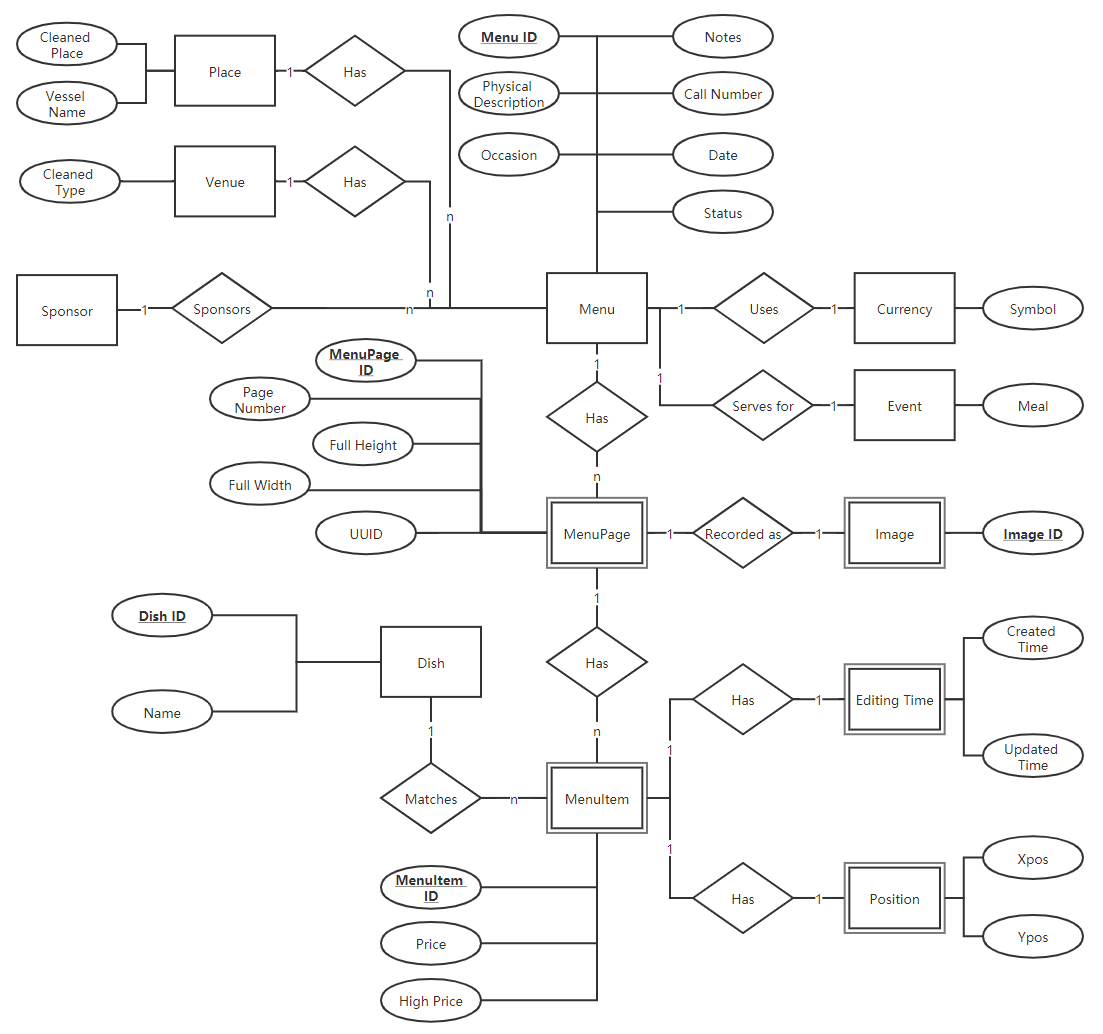 Cleaned
Place
Vessel
Name
Place
1
Has
n
Cleaned
Type
Venue
1
Has
n
Sponsor
1
Sponsors
n
Menu ID
Notes
Physical
Description
Call Number
Occasion
Date
Status
Menu
1
Uses
1
Currency
Symbol
1
Serves for
1
Event
Meal
1
Has
n
MenuPage
ID
Page
Number
Full Height
Full Width
UUID
MenuPage
1
Recorded as
1
Image
Image ID
1
Has
n
Dish ID
Name
Dish
1
Matches
n
MenuItem
1
Has
1
Editing Time
Created
Time
Updated
Time
1
Has
1
Position
Xpos
Ypos
MenuItem
ID
Price
High Price